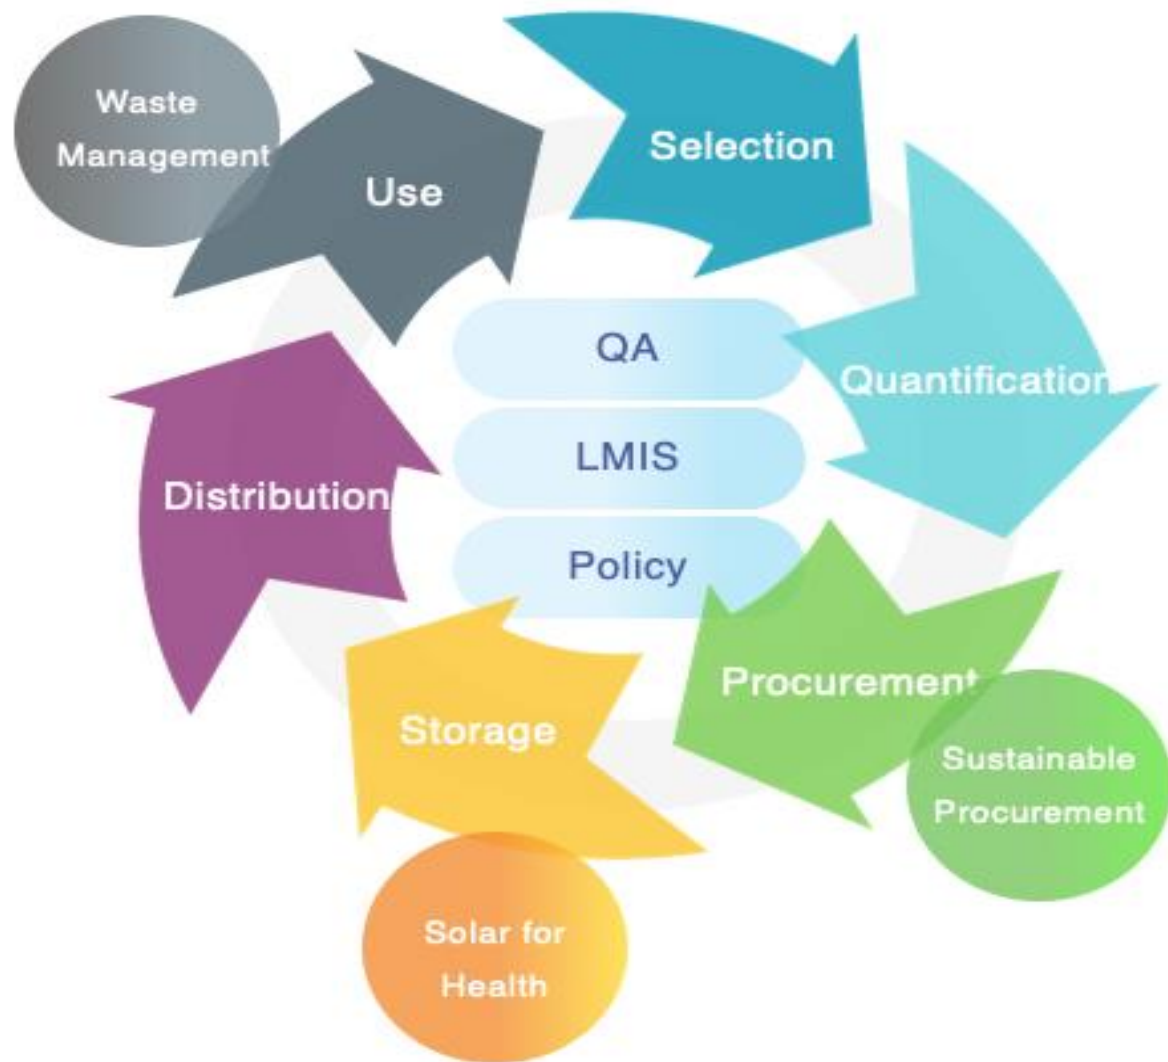 Waste
Management
Use
Selection
QA
Quantification
LMIS
Distribution
Policy
Procurement
Storage
Sustainable
Procurement
Solar for
Health